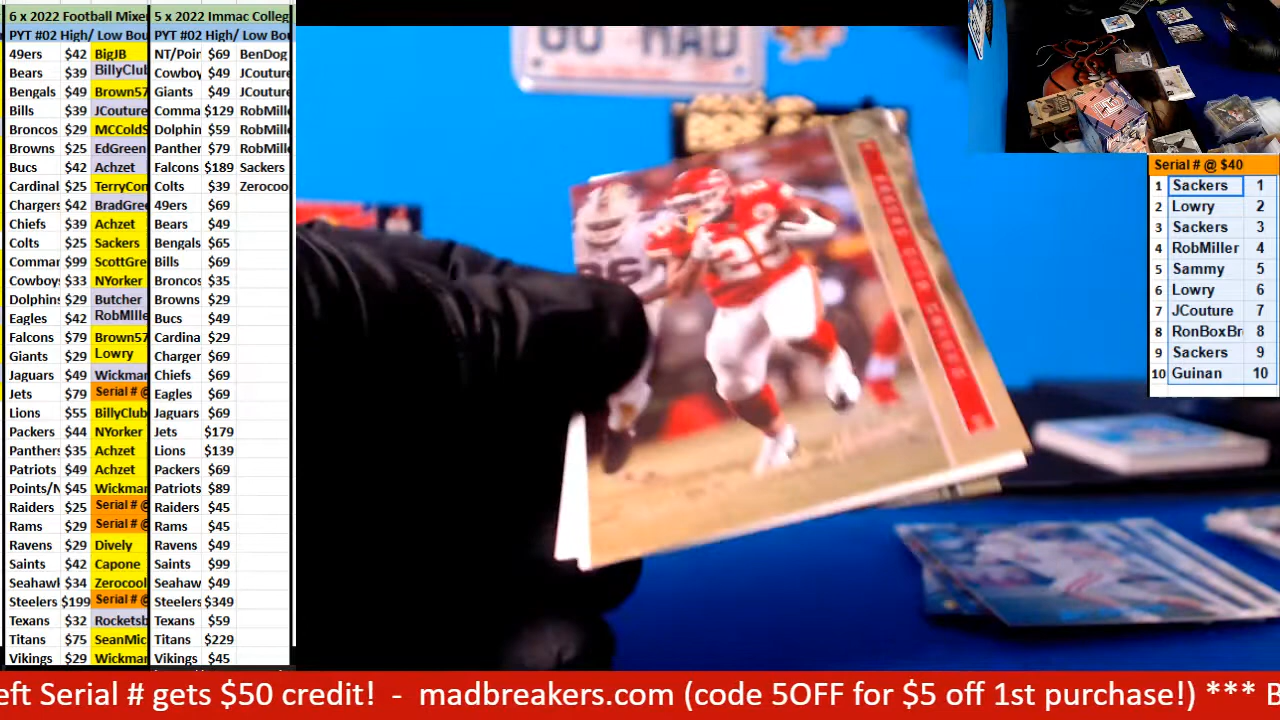 6 x 2022 Football Mixe
PYT #02 High/ Low Bou
49ers $42 BigJB
Bears $39 BillyClub
Bengals $49 Brown57
Bills $39 JCouture
Broncos $29 MCColdS
Browns $25 EdGreen
Bucs $42 Achzet
Cardinal $25 TerryCon
Chargers $42 BradGree
Chiefs $39 Achzet
Colts $25 Sackers
Comman $99 ScottGre
Cowboys $33 NYorker
Dolphins $29 Butcher
Eagles $42 RobMille
Falcons $79 Brown57
Giants $29 Lowry
Jaguars $49 Wickman
Jets $79 Serial # @
Lions $55 BillyClub
Packers $44 NYorker
Panthers $35 Achzet
Patriots $49 Achzet
Points/N $45 Wickman
Raiders $25 Serial # @
Rams $29 Serial # @
Ravens $29 Dively
Saints $42 Capone
Seahawk $34 Zerocool
Steelers $199 Serial # @
Texans $32 Rocketsb
Titans $75 SeanMic
Vikings $29 Wickman
5 x 2022 Immac Colleg
PYT #02 High/ Low Bou
NT/Poin $69 BenDog
Cowboy $49 JCouture
Giants $49 JCouture
Comma $129 RobMille
Dolphin $59 RobMille
Panther $79 RobMille
Falcons $189 Sackers
Colts $39 Zerocoo
49ers $69
Bears $49
Bengals $65
Bills $69
Broncos $35
Browns $29
Bucs $49
Cardina $29
Charger $69
Chiefs $69
Eagles $69
Jaguars $69
Jets $179
Lions $139
Packers $69
Patriots $89
Raiders $45
Rams $45
Ravens $49
Saints $99
Seahaw $49
Steelers $349
Texans $59
Titans $229
Vikings $45
GO MAD
Serial # @ $40
1 Sackers 1
2 Lowry 2
3 Sackers 3
4 RobMiller 4
5 Sammy 5
6 Lowry 6
7 JCouture 7
8 RonBoxBr 8
9 Sackers 9
10 Guinan 10
eft Serial # gets $50 credit! - madbreakers.com (code 5OFF for $5 off 1st purchase!) *** B